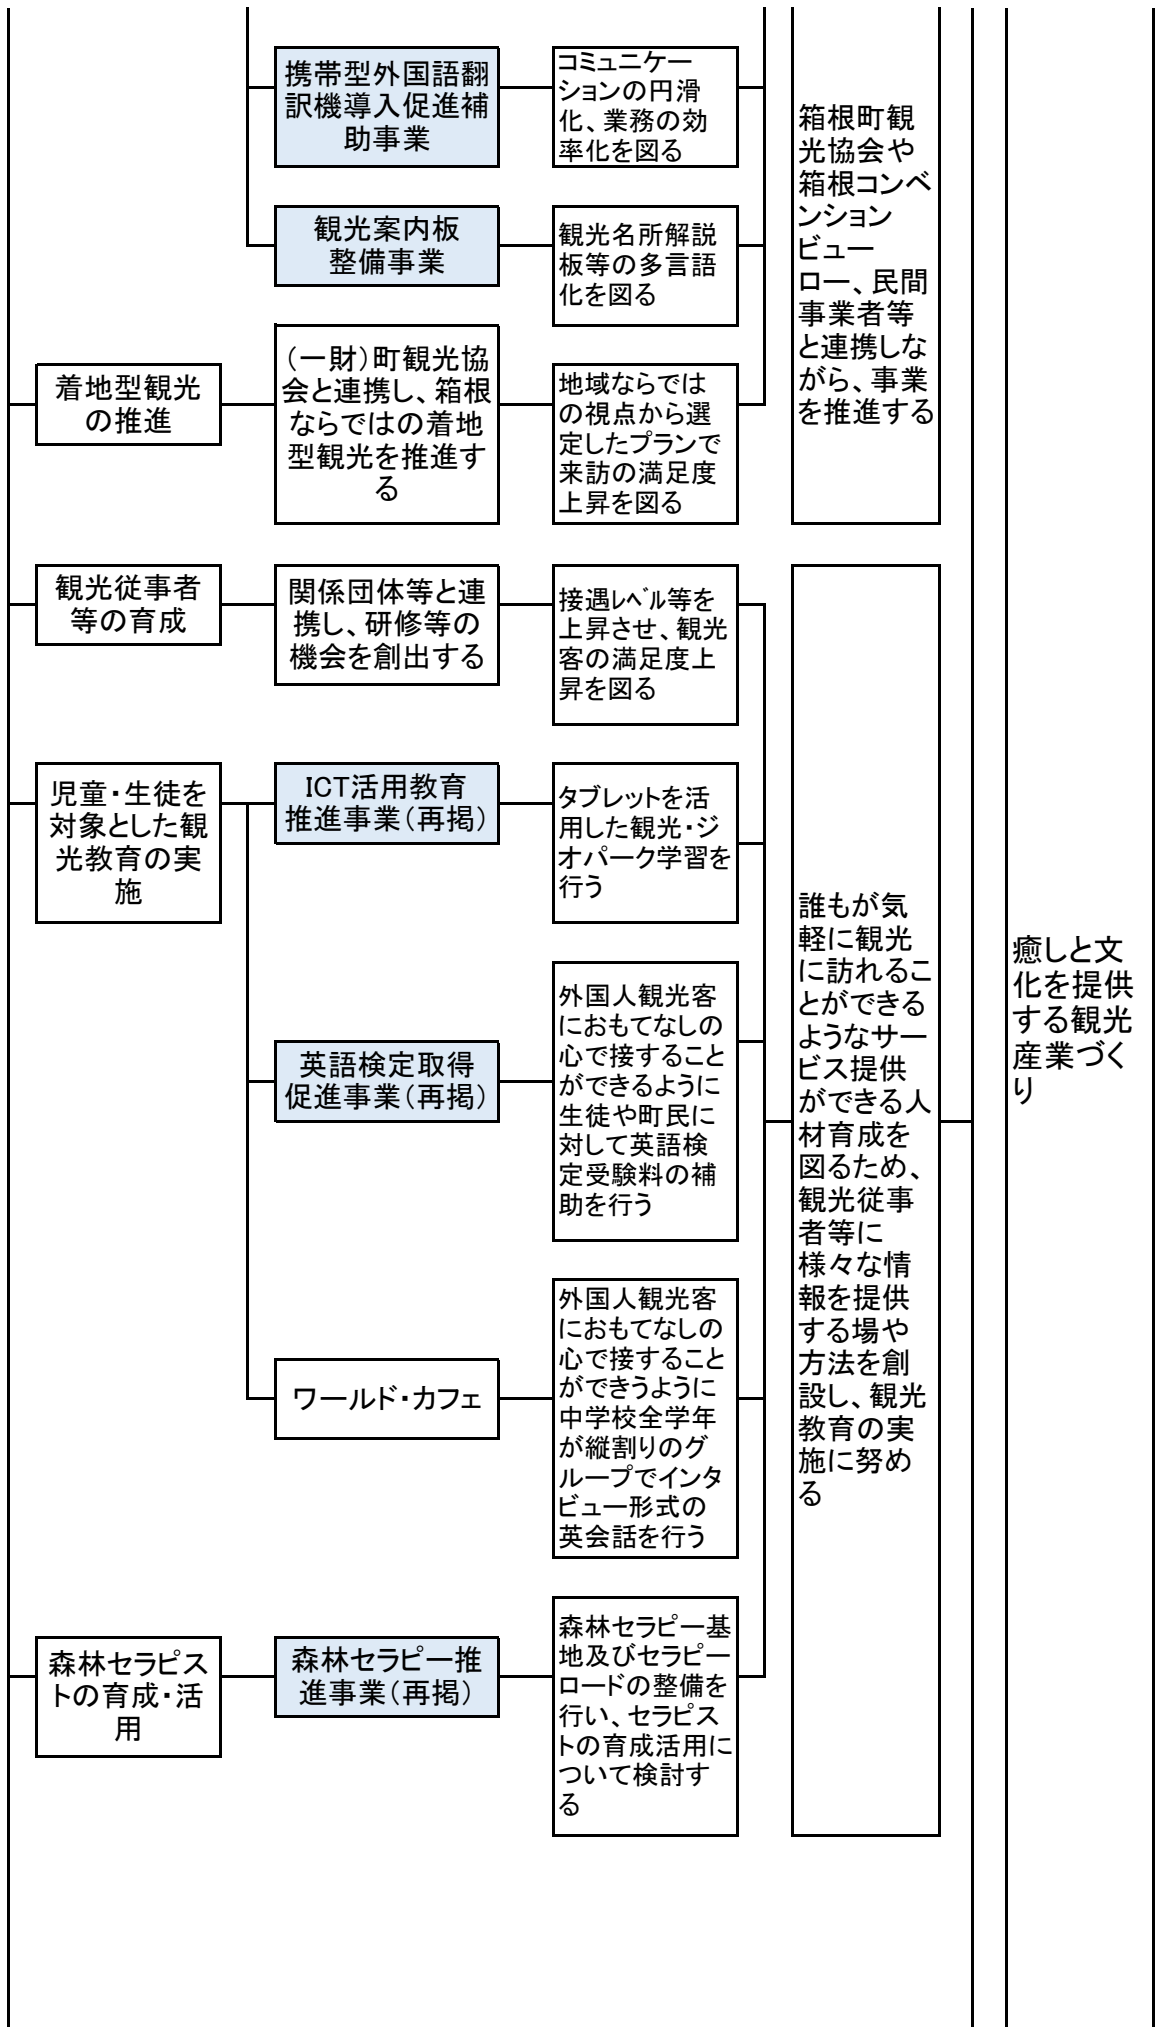 携帯型外国語翻
訳機導入促進補
助事業
コミュニケー
ションの円滑
化、業務の効
率化を図る
観光案内板
整備事業
観光名所解説
板等の多言語
化を図る
箱根町観
光協会や
箱根コンベ
ンション
ビュー
ロー、民間
事業者等
と連携しな
がら、事業
を推進する
着地型観光
の推進
(一財)町観光協
会と連携し、箱根
ならではの着地
型観光を推進す
る
地域ならでは
の視点から選
定したプランで
来訪の満足度
上昇を図る
観光従事者
等の育成
関係団体等と連
携し、研修等の
機会を創出する
接遇ﾚﾍﾞﾙ等を
上昇させ、観光
客の満足度上
昇を図る
児童・生徒を
対象とした観
光教育の実
施
ICT活用教育
推進事業(再掲)
タブレットを活
用した観光・ジ
オパーク学習を
行う
英語検定取得
促進事業(再掲)
外国人観光客
におもてなしの
心で接すること
ができるように
生徒や町民に
対して英語検
定受験料の補
助を行う
ワールド・カフェ
外国人観光客
におもてなしの
心で接すること
ができうように
中学校全学年
が縦割りのグ
ループでインタ
ビュー形式の
英会話を行う
森林セラピス
トの育成・活
用
森林セラピー推
進事業(再掲)
森林セラピー基
地及びセラピー
ロードの整備を
行い、セラピス
トの育成活用に
ついて検討す
る
誰もが気
軽に観光
に訪れるこ
とができる
ようなサー
ビス提供
ができる人
材育成を
図るため、
観光従事
者等に
様々な情
報を提供
する場や
方法を創
設し、観光
教育の実
施に努め
る
癒しと文
化を提供
する観光
産業づく
り